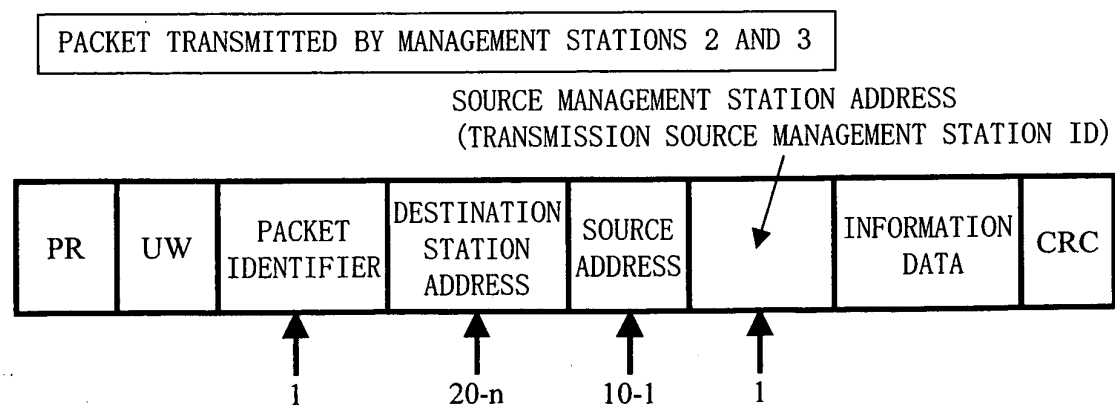 PACKET TRANSMITTED BY MANAGEMENT STATIONS 2 AND 3
SOURCE MANAGEMENT STATION ADDRESS
(TRANSMISSION SOURCE MANAGEMENT STATION ID)
PR
UW
PACKET
IDENTIFIER
DESTINATION
STATION
ADDRESS
SOURCE
ADDRESS
INFORMATION
DATA
CRC
1
20-n
10-1
1